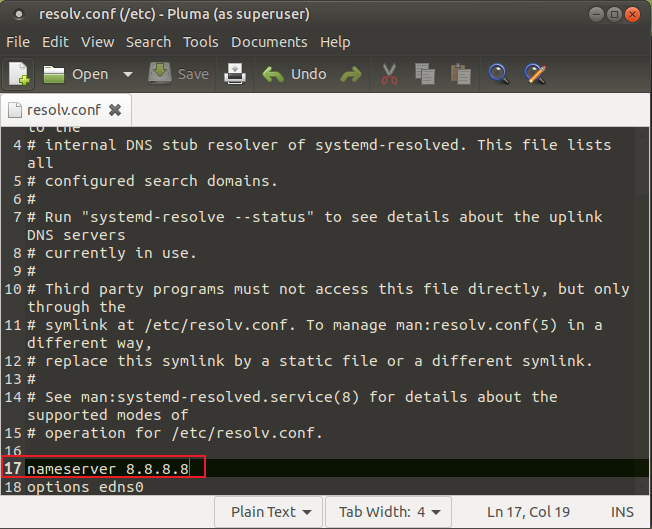 resolv.conf (/etc) - Pluma (as superuser)
File Edit View Search Tools Documents Help
Open Save Undo
resolv.conf
to the
4 # internal DNS stub resolver of systemd-resolved. This file lists
all
5 # configured search domains.
6 #
7 # Run "systemd-resolve --status" to see details about the uplink
DNS servers
8 # currently in use.
9 #
10 # Third party programs must not access this file directly, but only
through the
11 # symlink at /etc/resolv.conf. To manage man:resolv.conf(5) in a
different way,
12 # replace this symlink by a static file or a different symlink.
13 #
14 # See man:systemd-resolved.service(8) for details about the
supported modes of
15 # operation for /etc/resolv.conf.
16
17 nameserver 8.8.8.8
18 options edns0
Plain Text Tab Width: 4 Ln 17, Col 19 INS